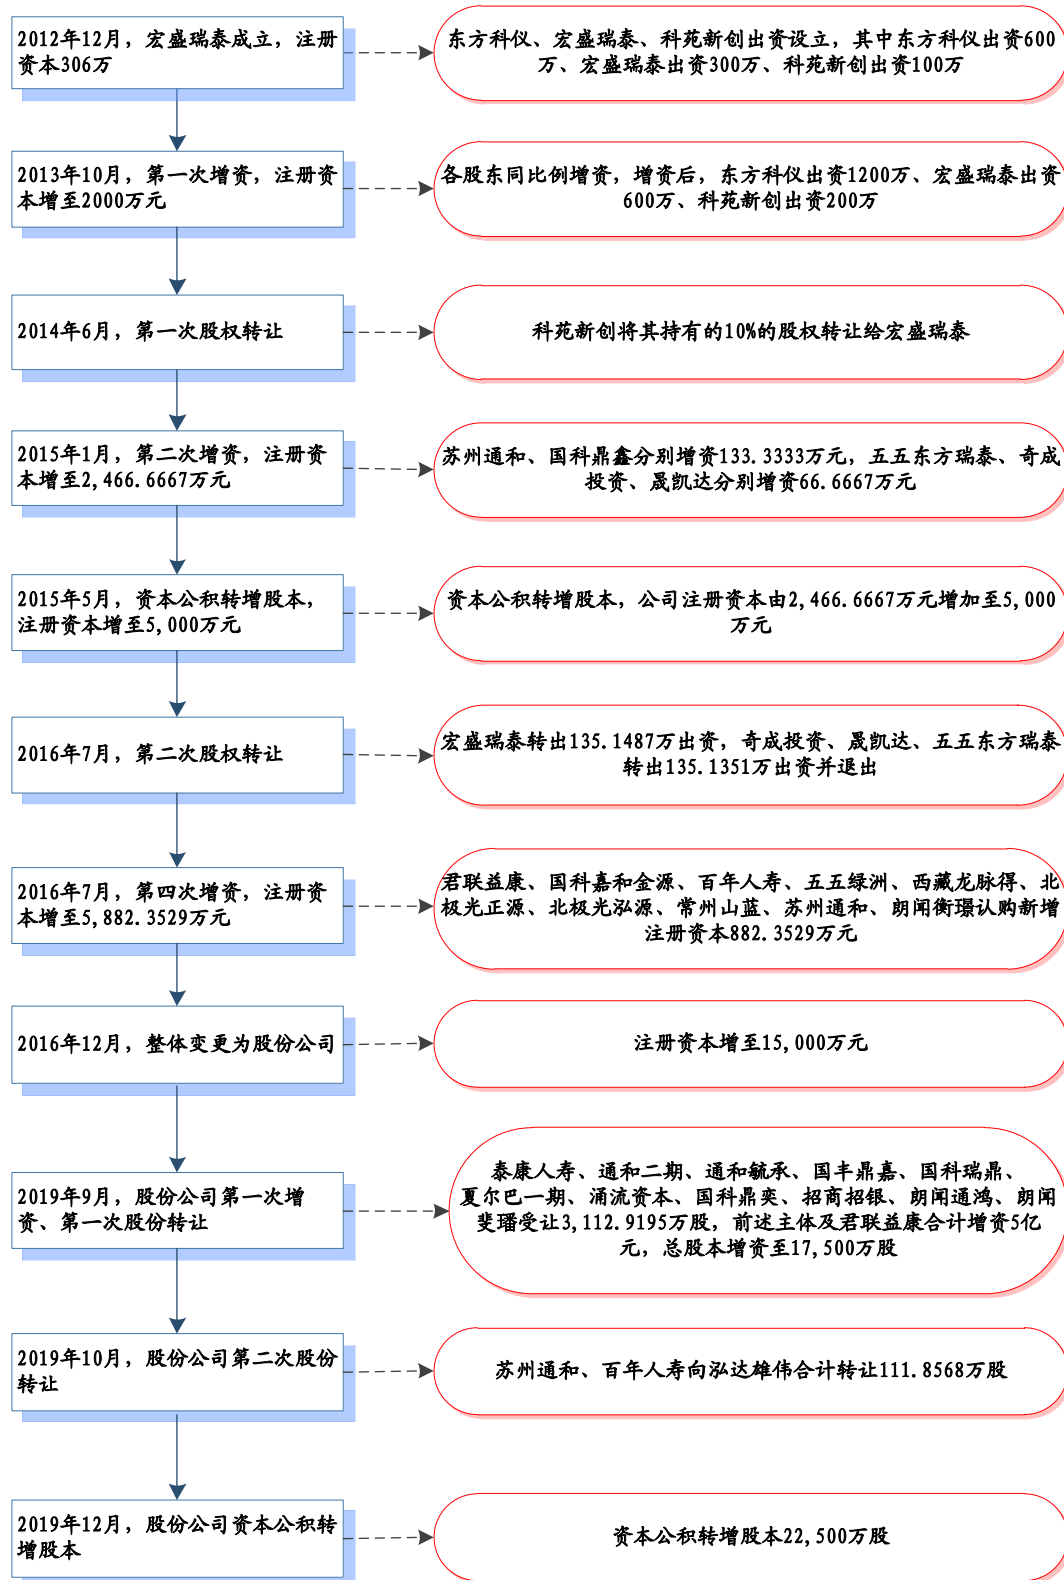 2012年12月，宏盛瑞泰成立，注册
资本306万
东方科仪、宏盛瑞泰、科苑新创出资设立，其中东方科仪出资600
万、宏盛瑞泰出资300万、科苑新创出资100万
2013年10月，第一次增资，注册资
本增至2000万元
各股东同比例增资，增资后，东方科仪出资1200万、宏盛瑞泰出资
600万、科苑新创出资200万
2014年6月，第一次股权转让
科苑新创将其持有的10%的股权转让给宏盛瑞泰
2015年1月，第二次增资，注册资
本增至2,466.6667万元
苏州通和、国科鼎鑫分别增资133.3333万元，五五东方瑞泰、奇成
投资、晟凯达分别增资66.6667万元
2015年5月，资本公积转增股本，
注册资本增至5,000万元
资本公积转增股本，公司注册资本由2,466.6667万元增加至5,000
万元
2016年7月，第二次股权转让
宏盛瑞泰转出135.1487万出资，奇成投资、晟凯达、五五东方瑞泰
转出135.1351万出资并退出
2016年7月，第四次增资，注册资
本增至5,882.3529万元
君联益康、国科嘉和金源、百年人寿、五五绿洲、西藏龙脉得、北
极光正源、北极光泓源、常州山蓝、苏州通和、朗闻衡璟认购新增
注册资本882.3529万元
2016年12月，整体变更为股份公司
注册资本增至15,000万元
2019年9月，股份公司第一次增
资、第一次股份转让
泰康人寿、通和二期、通和毓承、国丰鼎嘉、国科瑞鼎、
夏尔巴一期、涌流资本、国科鼎奕、招商招银、朗闻通鸿、朗闻
斐璠受让3,112.9195万股，前述主体及君联益康合计增资5亿
元，总股本增资至17,500万股
2019年10月，股份公司第二次股份
转让
苏州通和、百年人寿向泓达雄伟合计转让111.8568万股
2019年12月，股份公司资本公积转
增股本
资本公积转增股本22,500万股